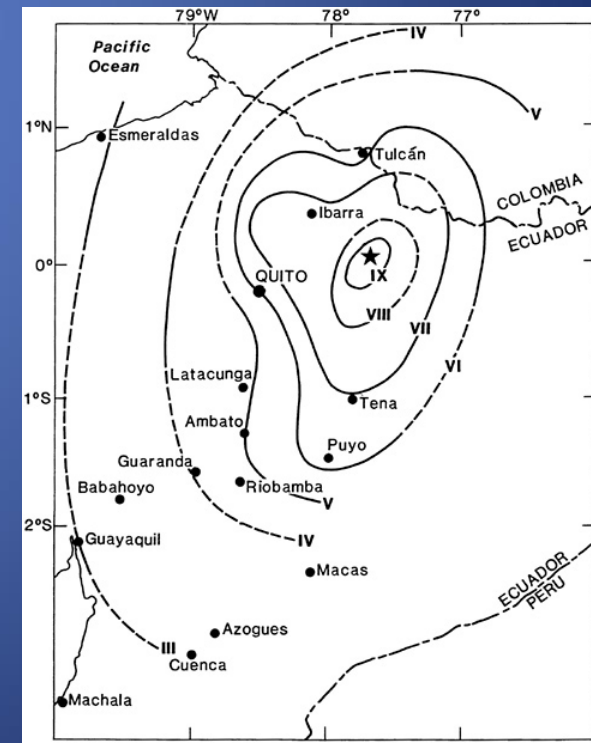 79°W
78°
77°
Pacific
Ocean
IV
V
1°N
Esmeraldas
Tulcán
COLOMBIA
ECUADOR
Ibarra
0°
QUITO
IX
VIII
VII
VI
Latacunga
1°S
Tena
Ambato
Puyo
Guaranda
Babahoyo
Riobamba
V
2°S
Guayaquil
IV
Macas
ECUADOR
PERU
Azogues
III
Cuenca
Machala